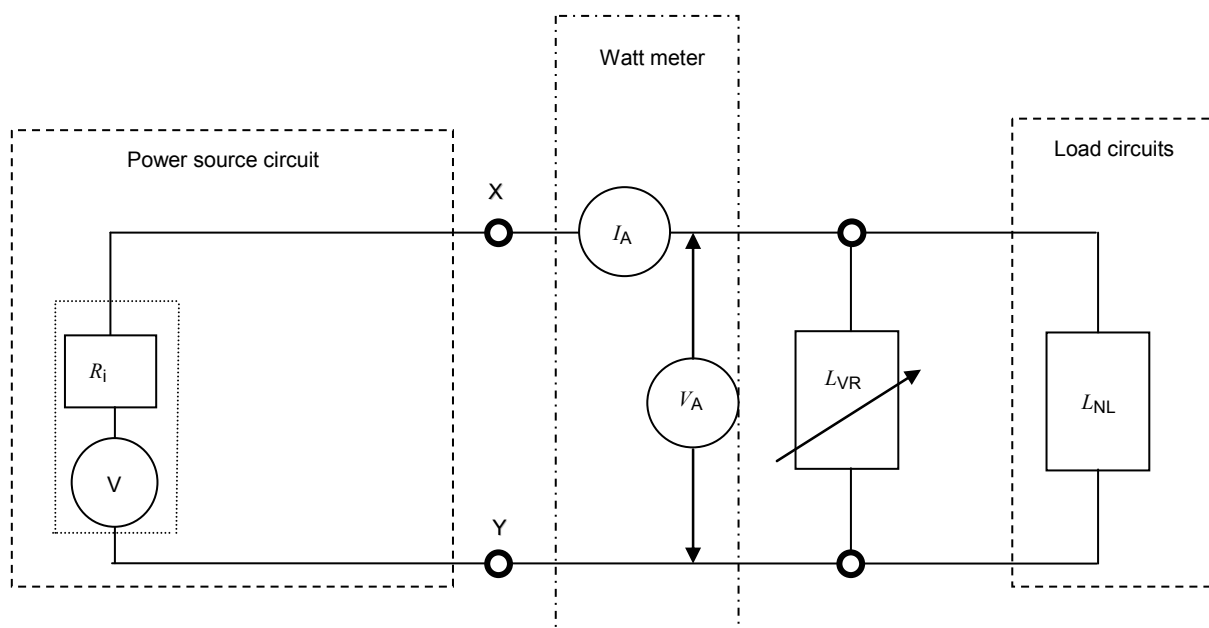 Watt meter
Power source circuit
Load circuits
X
IA
Ri
LVR
VA
LNL
V
Y